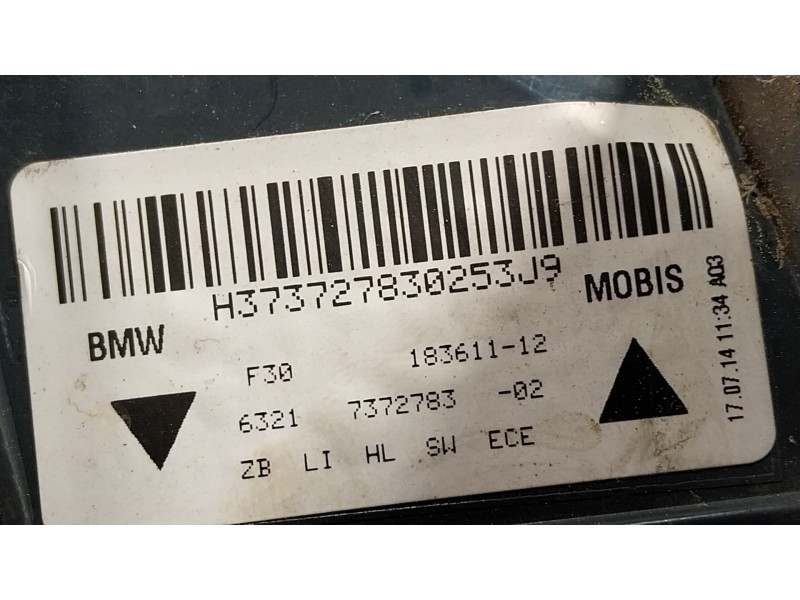 H373727830253J9
BMW
MOBIS
F30 183611-12
6321 7372783 -02
ZB LI HL SW ECE
17.07.14 11:34 A03